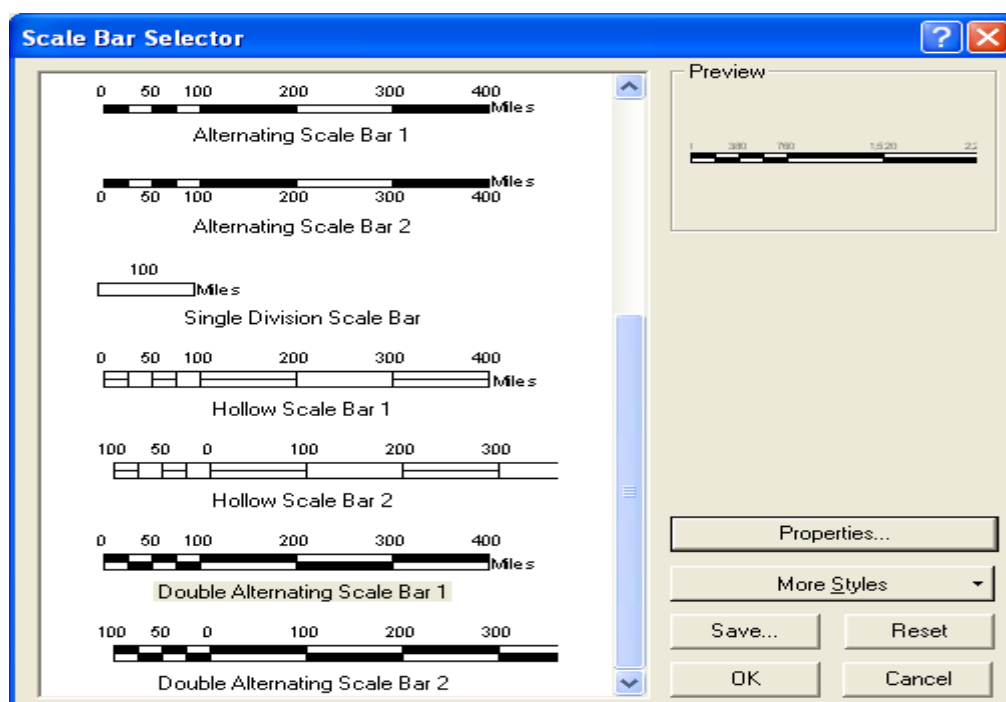 Scale Bar Selector
0 50 100 200 300 400
Miles
Alternating Scale Bar 1
Miles
0 50 100 200 300 400
Alternating Scale Bar 2
100
Miles
Single Division Scale Bar
0 50 100 200 300 400
Miles
Hollow Scale Bar 1
100 50 0 100 200 300
Hollow Scale Bar 2
0 50 100 200 300 400
Miles
Double Alternating Scale Bar 1
100 50 0 100 200 300
Double Alternating Scale Bar 2
Preview
380 760 1,520 22
Properties...
More Styles
Save... Reset
OK Cancel